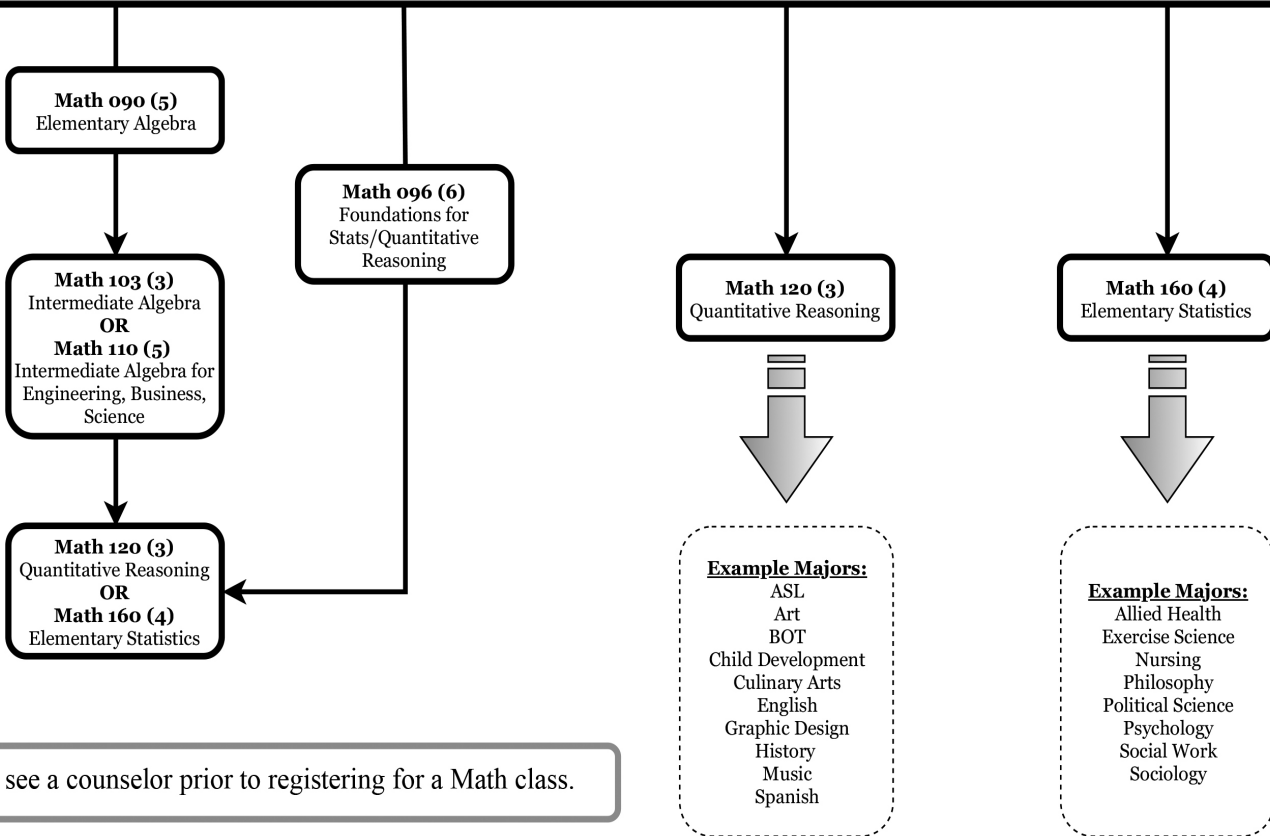 Math 090 (5)
Elementary Algebra
Math 096 (6)
Foundations for
Stats/Quantitative
Reasoning
Math 103 (3)
Intermediate Algebra
OR
Math 110 (5)
Intermediate Algebra for
Engineering, Business,
Science
Math 120 (3)
Quantitative Reasoning
OR
Math 160 (4)
Elementary Statistics
Math 120 (3)
Quantitative Reasoning
Math 160 (4)
Elementary Statistics
Example Majors:
ASL
Art
BOT
Child Development
Culinary Arts
English
Graphic Design
History
Music
Spanish
Example Majors:
Allied Health
Exercise Science
Nursing
Philosophy
Political Science
Psychology
Social Work
Sociology
see a counselor prior to registering for a Math class.